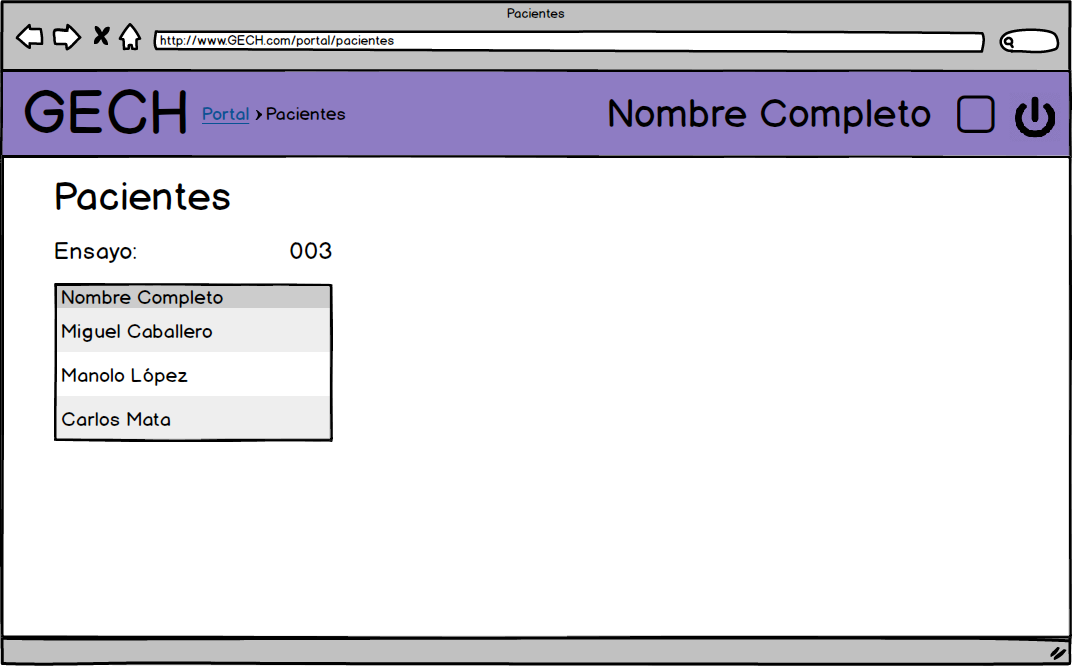 Pacientes
http://www.GECH.com/portal/pacientes
GECH Portal > Pacientes Nombre Completo
Pacientes
Ensayo: 003
Nombre Completo
Miguel Caballero
Manolo López
Carlos Mata